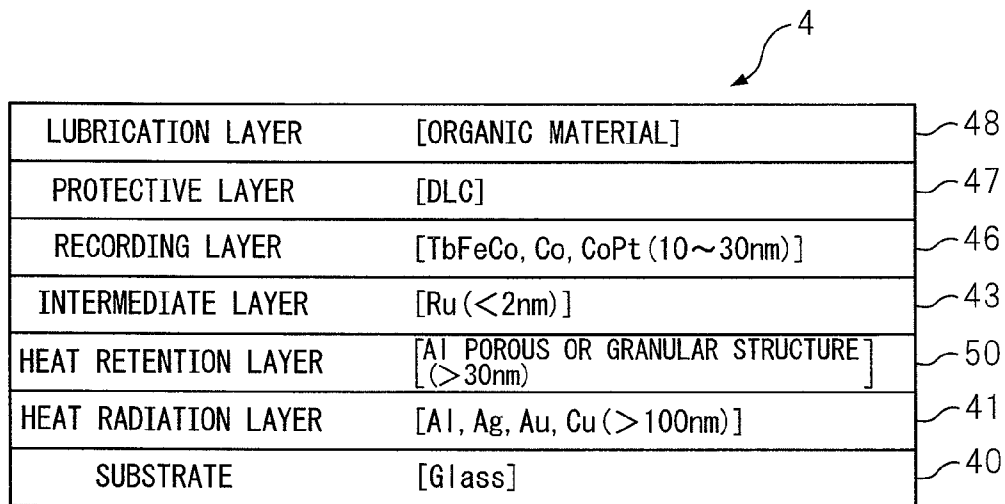 4
LUBRICATION LAYER [ORGANIC MATERIAL] 48
PROTECTIVE LAYER [DLC] 47
RECORDING LAYER [TbFeCo, Co, CoPt (10～30nm)] 46
INTERMEDIATE LAYER [Ru (<2nm)] 43
HEAT RETENTION LAYER [Al POROUS OR GRANULAR STRUCTURE
(>30nm)] 50
HEAT RADIATION LAYER [Al, Ag, Au, Cu (>100nm)] 41
SUBSTRATE [Glass] 40